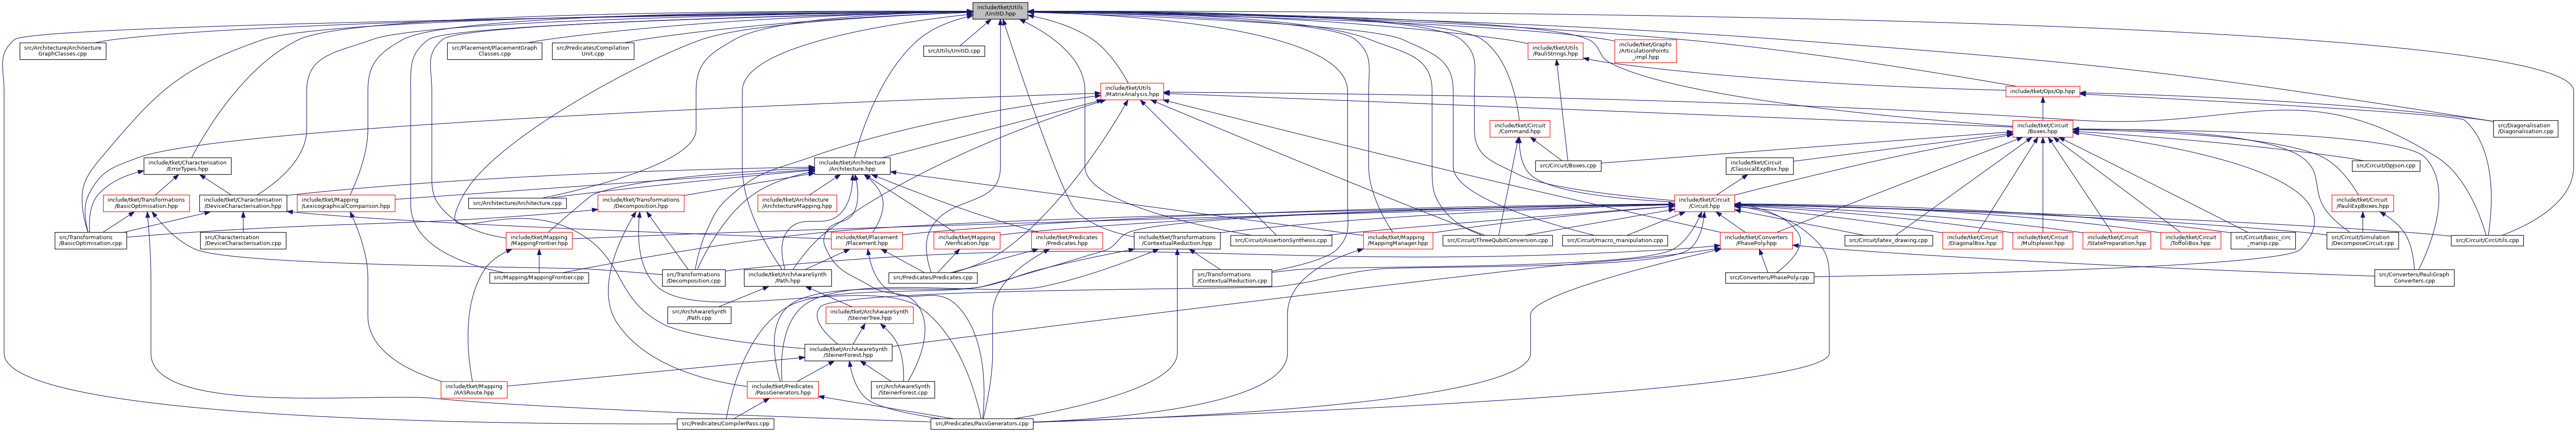 include/tket/Utils
/UnitID.hpp
src/Architecture/Architecture
GraphClasses.cpp
src/Placement/PlacementGraph
Classes.cpp
src/Predicates/Compilation
Unit.cpp
src/Utils/UnitID.cpp
include/tket/Utils
/PauliStrings.hpp
include/tket/Graphs
/ArticulationPoints
_impl.hpp
include/tket/Utils
/MatrixAnalysis.hpp
include/tket/Ops/Op.hpp
include/tket/Circuit
/Command.hpp
include/tket/Circuit
/Boxes.hpp
src/Diagonalisation
/Diagonalisation.cpp
include/tket/Characterisation
/ErrorTypes.hpp
include/tket/Architecture
/Architecture.hpp
src/Circuit/Boxes.cpp
include/tket/Circuit
/ClassicalExpBox.hpp
src/Circuit/OpJson.cpp
include/tket/Transformations
/BasicOptimisation.hpp
include/tket/Characterisation
/DeviceCharacterisation.hpp
include/tket/Mapping
/LexicographicalComparison.hpp
src/Architecture/Architecture.cpp
include/tket/Transformations
/Decomposition.hpp
include/tket/Architecture
/ArchitectureMapping.hpp
include/tket/Circuit
/Circuit.hpp
include/tket/Circuit
/PauliExpBoxes.hpp
src/Transformations
/BasicOptimisation.cpp
src/Characterisation
/DeviceCharacterisation.cpp
include/tket/Mapping
/MappingFrontier.hpp
include/tket/Placement
/Placement.hpp
include/tket/Mapping
/Verification.hpp
include/tket/Predicates
/Predicates.hpp
include/tket/Transformations
/ContextualReduction.hpp
src/Circuit/AssertionSynthesis.cpp
include/tket/Mapping
/MappingManager.hpp
src/Circuit/ThreeQubitConversion.cpp
src/Circuit/macro_manipulation.cpp
include/tket/Converters
/PhasePoly.hpp
src/Circuit/latex_drawing.cpp
include/tket/Circuit
/DiagonalBox.hpp
include/tket/Circuit
/Multiplexor.hpp
include/tket/Circuit
/StatePreparation.hpp
include/tket/Circuit
/ToffoliBox.hpp
src/Circuit/basic_circ
_manip.cpp
src/Circuit/Simulation
/DecomposeCircuit.cpp
src/Circuit/CircUtils.cpp
src/Mapping/MappingFrontier.cpp
src/Transformations
/Decomposition.cpp
include/tket/ArchAwareSynth
/Path.hpp
src/Predicates/Predicates.cpp
src/Transformations
/ContextualReduction.cpp
src/Converters/PhasePoly.cpp
src/Converters/PauliGraph
Converters.cpp
src/ArchAwareSynth
/Path.cpp
include/tket/ArchAwareSynth
/SteinerTree.hpp
include/tket/ArchAwareSynth
/SteinerForest.hpp
include/tket/Mapping
/AASRoute.hpp
include/tket/Predicates
/PassGenerators.hpp
src/ArchAwareSynth
/SteinerForest.cpp
src/Predicates/CompilerPass.cpp
src/Predicates/PassGenerators.cpp